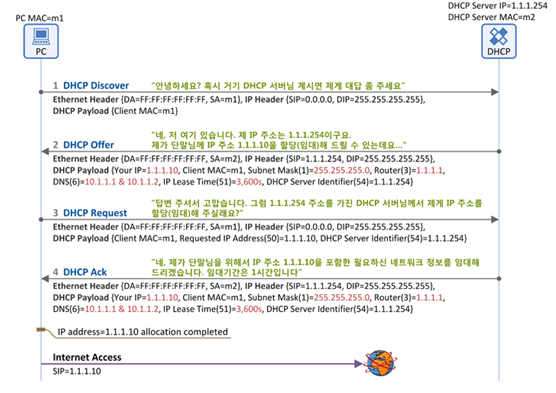 DHCP Server IP=1.1.1.254
PC MAC=m1
DHCP Server MAC=m2
PC
DHCP
1 DHCP Discover "안녕하세요? 혹시 거기 DHCP 서버님 계시면 제게 대답 좀 주세요"
Ethernet Header {DA=FF:FF:FF:FF:FF:FF, SA=m1}, IP Header {SIP=0.0.0.0, DIP=255.255.255.255},
DHCP Payload {Client MAC=m1}
"네, 저 여기 있습니다. 제 IP 주소는 1.1.1.254이구요.
2 DHCP Offer 제가 단말님께 IP 주소 1.1.1.10을 할당(임대)해 드릴 수 있는데요..."
Ethernet Header {DA=FF:FF:FF:FF:FF:FF, SA=m2}, IP Header {SIP=1.1.1.254, DIP=255.255.255.255},
DHCP Payload {Your IP=1.1.1.10, Client MAC=m1, Subnet Mask(1)=255.255.255.0, Router(3)=1.1.1.1,
DNS(6)=10.1.1.1 & 10.1.1.2, IP Lease Time(51)=3,600s, DHCP Server Identifier(54)=1.1.1.254}
"답변 주셔서 고맙습니다. 그럼 1.1.1.254 주소를 가진 DHCP 서버님께서 제게 IP 주소를
3 DHCP Request 할당(임대)해 주실래요?"
Ethernet Header {DA=FF:FF:FF:FF:FF:FF, SA=m1}, IP Header {SIP=0.0.0.0, DIP=255.255.255.255},
DHCP Payload {Client MAC=m1, Requested IP Address(50)=1.1.1.10, DHCP Server Identifier(54)=1.1.1.254}
"네, 제가 단말님을 위해서 IP 주소 1.1.1.10을 포함한 필요하신 네트워크 정보를 임대해
4 DHCP Ack 드리겠습니다. 임대기간은 1시간입니다"
Ethernet Header {DA=FF:FF:FF:FF:FF:FF, SA=m2}, IP Header {SIP=1.1.1.254, DIP=255.255.255.255},
DHCP Payload {Your IP=1.1.1.10, Client MAC=m1, Subnet Mask(1)=255.255.255.0, Router(3)=1.1.1.1,
DNS(6)=10.1.1.1 & 10.1.1.2, IP Lease Time(51)=3,600s, DHCP Server Identifier(54)=1.1.1.254}
IP address=1.1.1.10 allocation completed
Internet Access
SIP=1.1.1.10